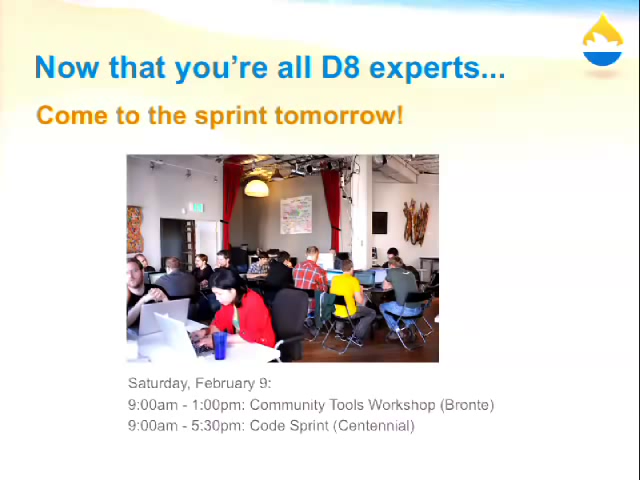 Now that you're all D8 experts...
Come to the sprint tomorrow!
Saturday, February 9:
9:00am - 1:00pm: Community Tools Workshop (Bronte)
9:00am - 5:30pm: Code Sprint (Centennial)